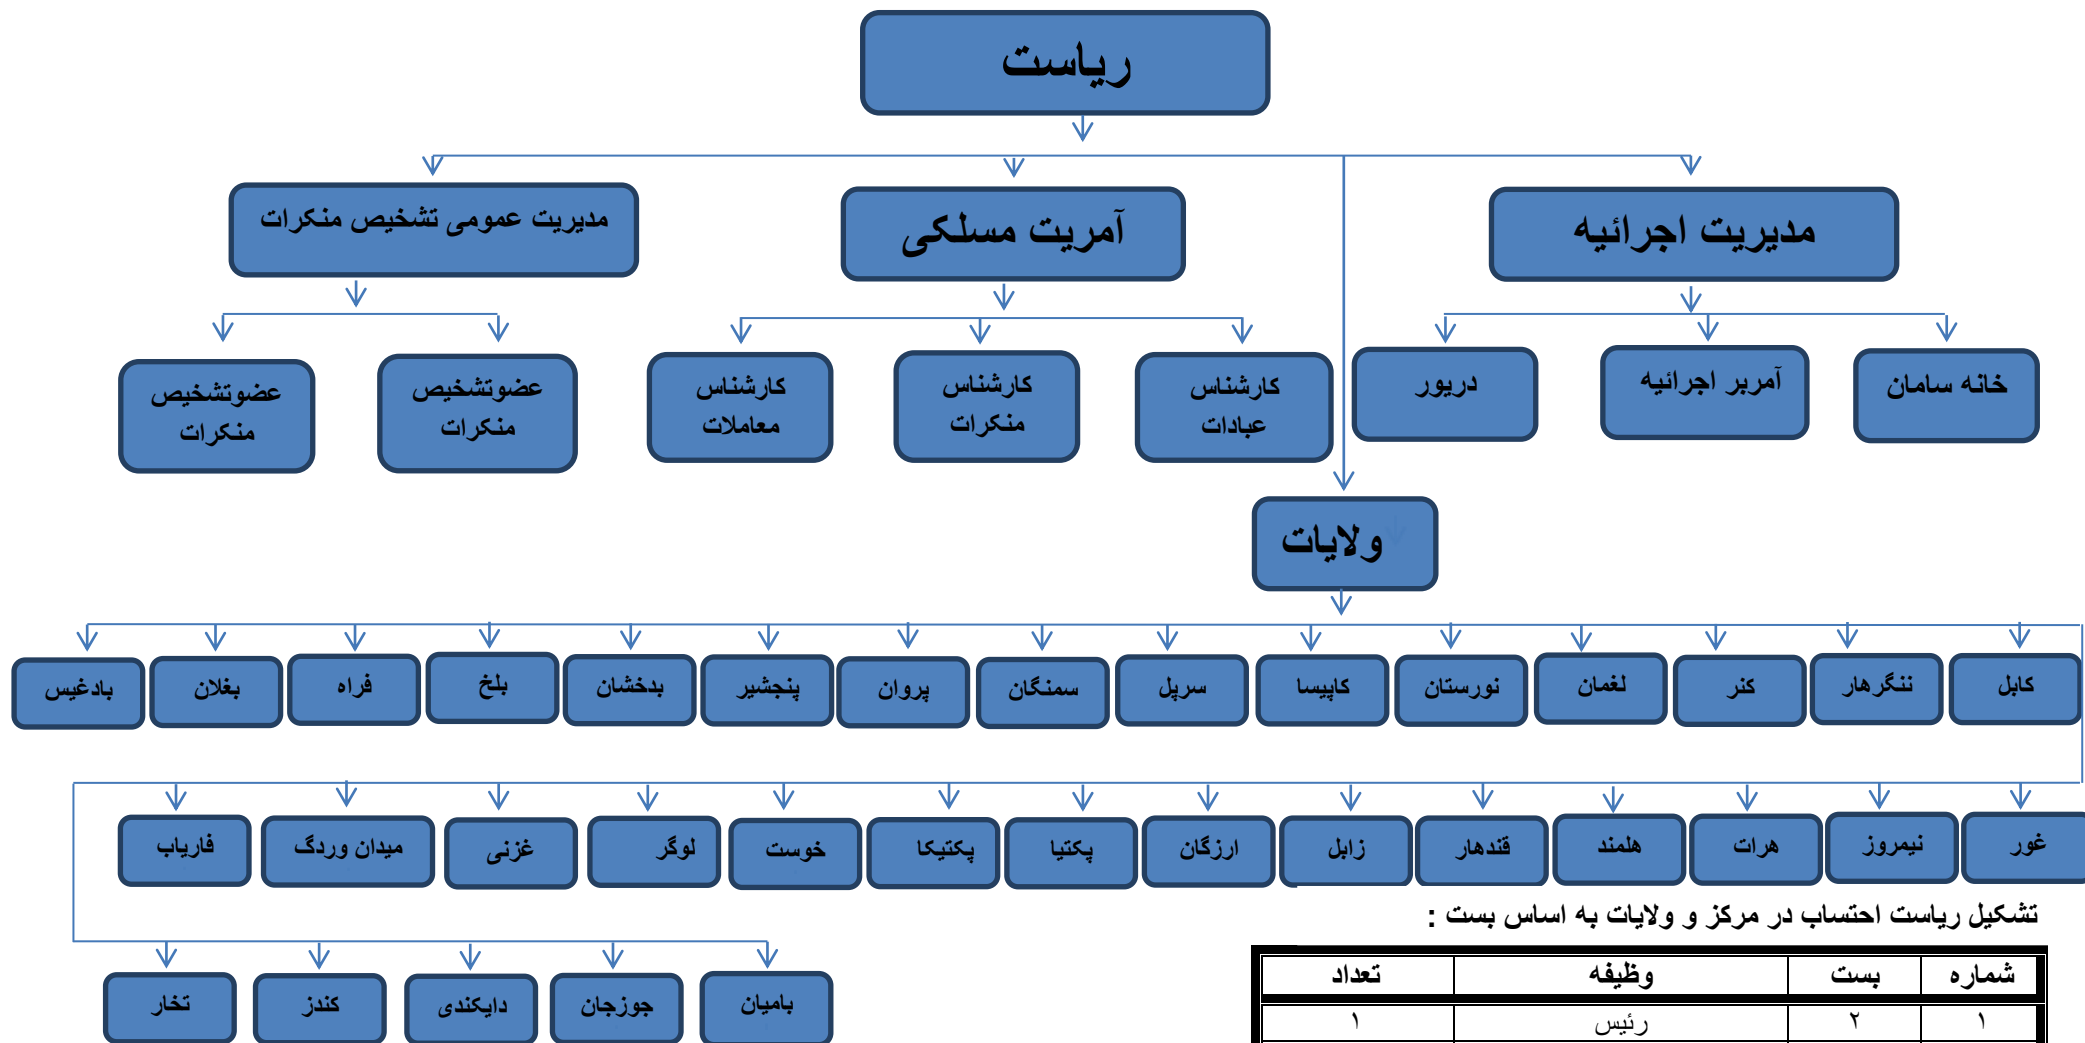 ریاست
مدیریت اجرائیه
آمریت مسلکی
مدیریت عمومی تشخیص منکرات
خانه سامان
آمربر اجرائیه
دریور
کارشناس
عبادات
کارشناس
منکرات
کارشناس
معاملات
عضوتشخیص
منکرات
عضوتشخیص
منکرات
ولایات
کابل
ننگرهار
کنر
لغمان
نورستان
کاپیسا
سرپل
سمنگان
پروان
پنجشیر
بدخشان
بلخ
فراه
بغلان
بادغیس
غور
نیمروز
هرات
هلمند
قندهار
زابل
ارزگان
پکتیا
پکتیکا
خوست
لوگر
غزنی
میدان وردگ
فاریاب
بامیان
جوزجان
دایکندی
کندز
تخار
تشکیل ریاست احتساب در مرکز و ولایات به اساس بست :
شماره بست وظیفه تعداد
۱ ۲ رئیس ۱